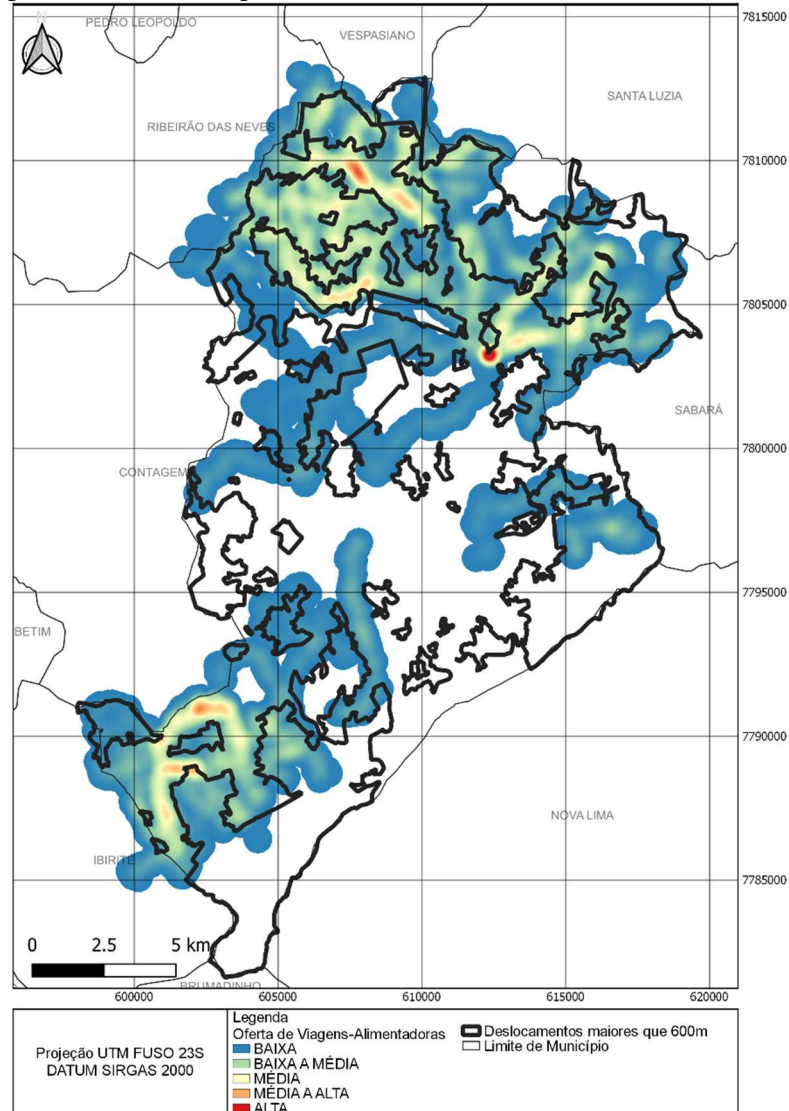 N
PEDRO LEOPOLDO
VESPASIANO
SANTA LUZIA
RIBEIRÃO DAS NEVES
SABARÁ
CONTAGEM
BETIM
NOVA LIMA
IBIRITÉ
BRUMADINHO
7815000
7810000
7805000
7800000
7795000
7790000
7785000
0 2.5 5 km
600000 605000 610000 615000 620000
Projeção UTM FUSO 23S
DATUM SIRGAS 2000
Legenda
Oferta de Viagens-Alimentadoras
BAIXA
BAIXA A MÉDIA
MÉDIA
MÉDIA A ALTA
ALTA
Deslocamentos maiores que 600m
Limite de Município